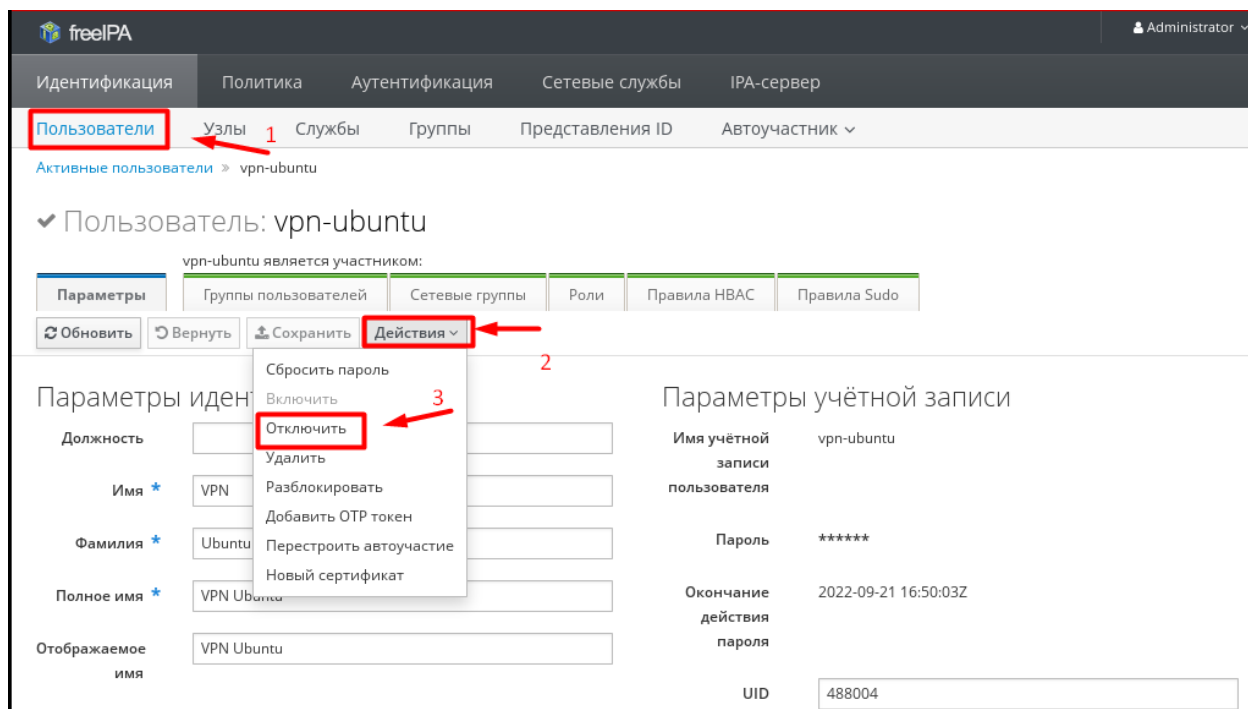 freeIPA
Administrator
Идентификация Политика Аутентификация Сетевые службы IPA-сервер
Пользователи Узлы 1 Службы Группы Представления ID Автоучастник
Активные пользователи » vpn-ubuntu
Пользователь: vpn-ubuntu
vpn-ubuntu является участником:
Параметры Группы пользователей Сетевые группы Роли Правила HBAC Правила Sudo
Обновить Вернуть Сохранить Действия
2
Сбросить пароль
Включить
3
Отключить
Удалить
Разблокировать
Добавить OTP токен
Перестроить автоучастие
Новый сертификат
Параметры иден
Должность
Имя * VPN
Фамилия * Ubuntu
Полное имя * VPN Ubuntu
Отображаемое
имя
VPN Ubuntu
Параметры учётной записи
Имя учётной
записи
пользователя
vpn-ubuntu
Пароль ******
Окончание
действия
пароля
2022-09-21 16:50:03Z
UID 488004